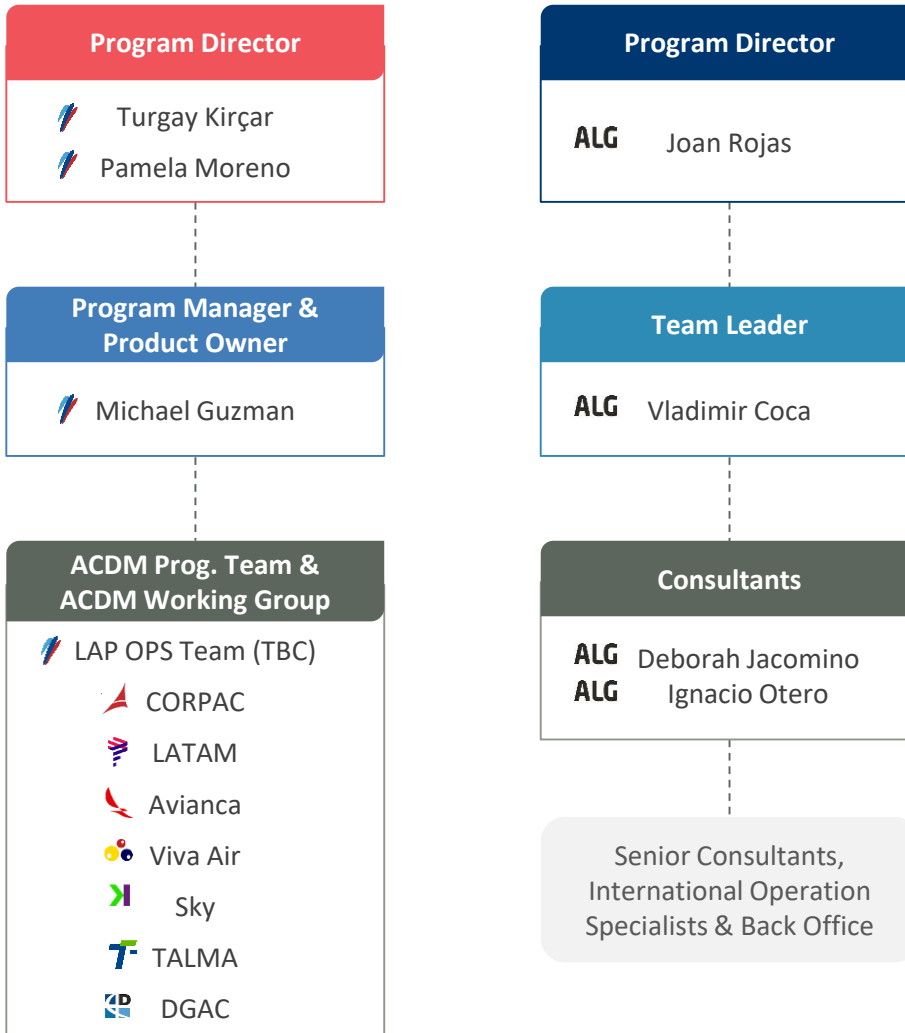 Program Director
Turgay Kirçar
Pamela Moreno
Program Manager &
Product Owner
Michael Guzman
ACDM Prog. Team &
ACDM Working Group
LAP OPS Team (TBC)
CORPAC
LATAM
Avianca
Viva Air
Sky
TALMA
DGAC
Program Director
ALG Joan Rojas
Team Leader
ALG Vladimir Coca
Consultants
ALG Deborah Jacomino
ALG Ignacio Otero
Senior Consultants,
International Operation
Specialists & Back Office